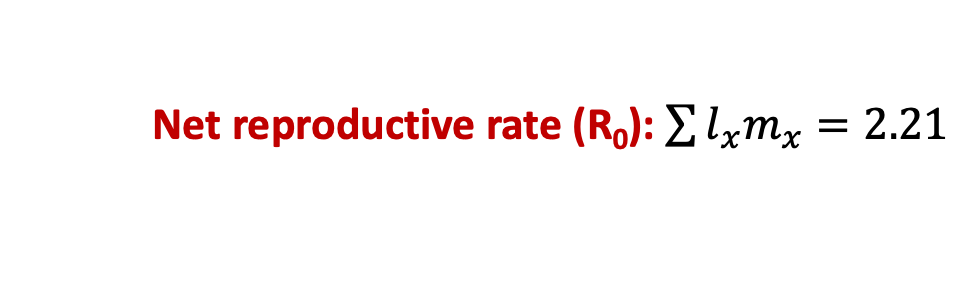 Net reproductive rate (R₀): ∑ lₓmₓ = 2.21